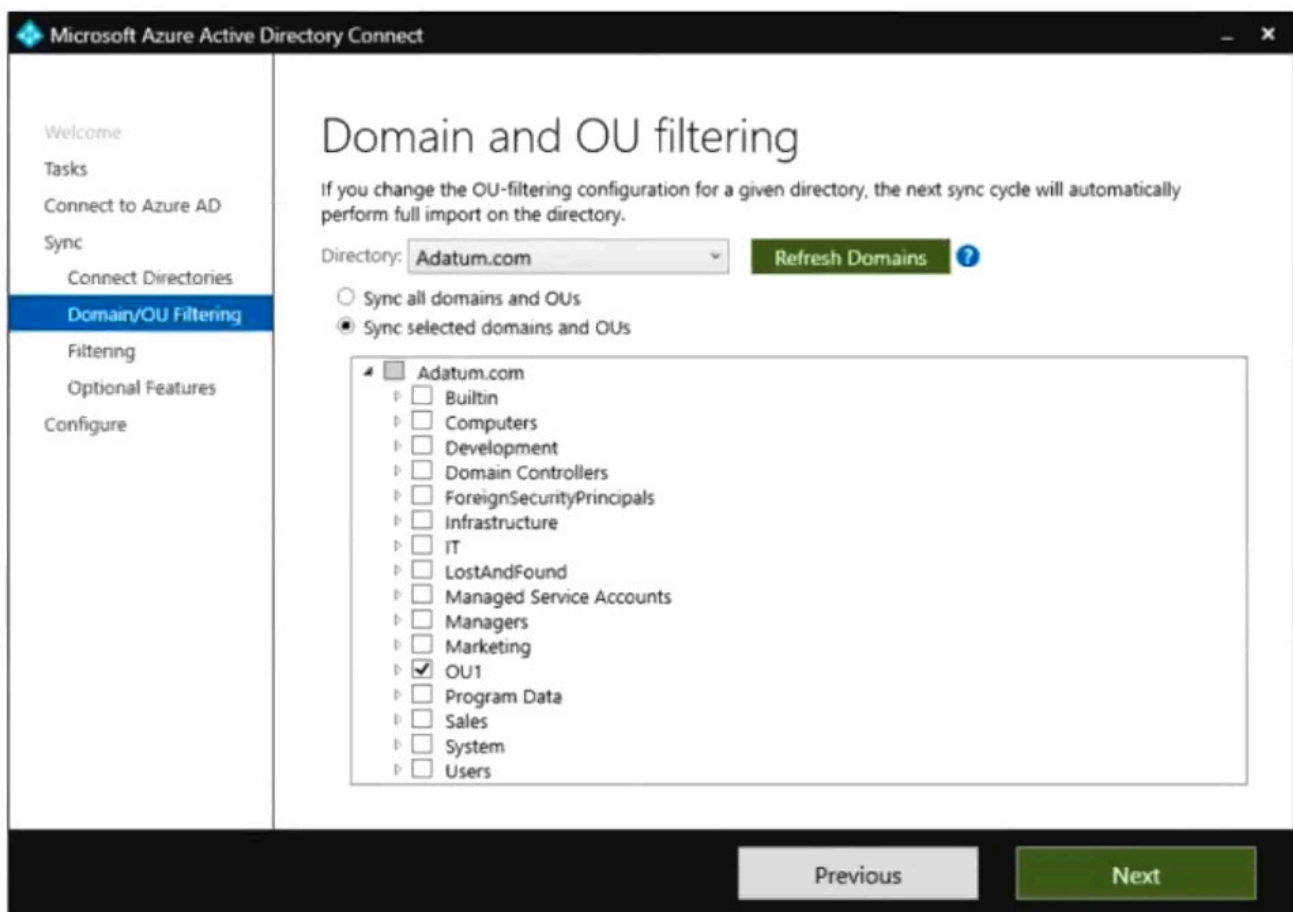 Microsoft Azure Active Directory Connect
Welcome
Tasks
Connect to Azure AD
Sync
Connect Directories
Domain/OU Filtering
Filtering
Optional Features
Configure
Domain and OU filtering
If you change the OU-filtering configuration for a given directory, the next sync cycle will automatically
perform full import on the directory.
Directory: Adatum.com Refresh Domains ?
Sync all domains and OUs
Sync selected domains and OUs
Adatum.com
Builtin
Computers
Development
Domain Controllers
ForeignSecurityPrincipals
Infrastructure
IT
LostAndFound
Managed Service Accounts
Managers
Marketing
OU1
Program Data
Sales
System
Users
Previous Next